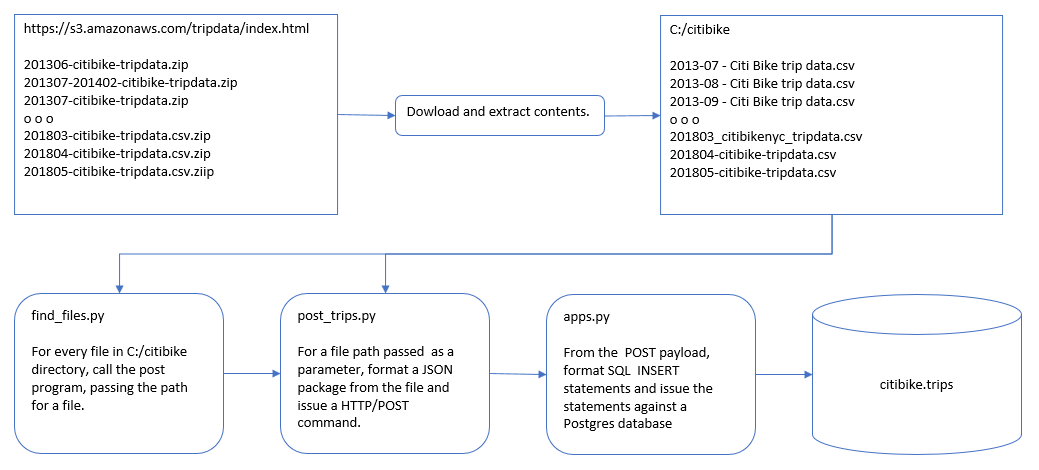 https://s3.amazonaws.com/tripdata/index.html
201306-citibike-tripdata.zip
201307-201402-citibike-tripdata.zip
201307-citibike-tripdata.zip
o o o
201803-citibike-tripdata.csv.zip
201804-citibike-tripdata.csv.zip
201805-citibike-tripdata.csv.ziip
Dowload and extract contents.
C:/citibike
2013-07 - Citi Bike trip data.csv
2013-08 - Citi Bike trip data.csv
2013-09 - Citi Bike trip data.csv
o o o
201803_citibikenyc_tripdata.csv
201804-citibike-tripdata.csv
201805-citibike-tripdata.csv
find_files.py
For every file in C:/citibike
directory, call the post
program, passing the path
for a file.
post_trips.py
For a file path passed  as a
parameter, format a JSON
package from the file and
issue a HTTP/POST
command.
apps.py
From the  POST payload,
format SQL  INSERT
statements and issue the
statements against a
Postgres database
citibike.trips